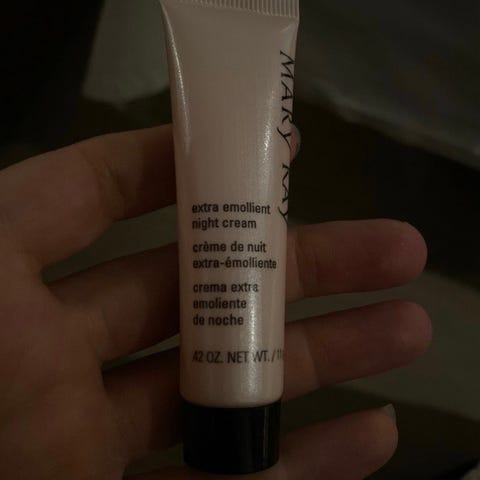 MARY KAY
extra emollient
night cream
crème de nuit
extra-émolliente
crema extra
emoliente
de noche
.42 OZ. NET WT. / 11